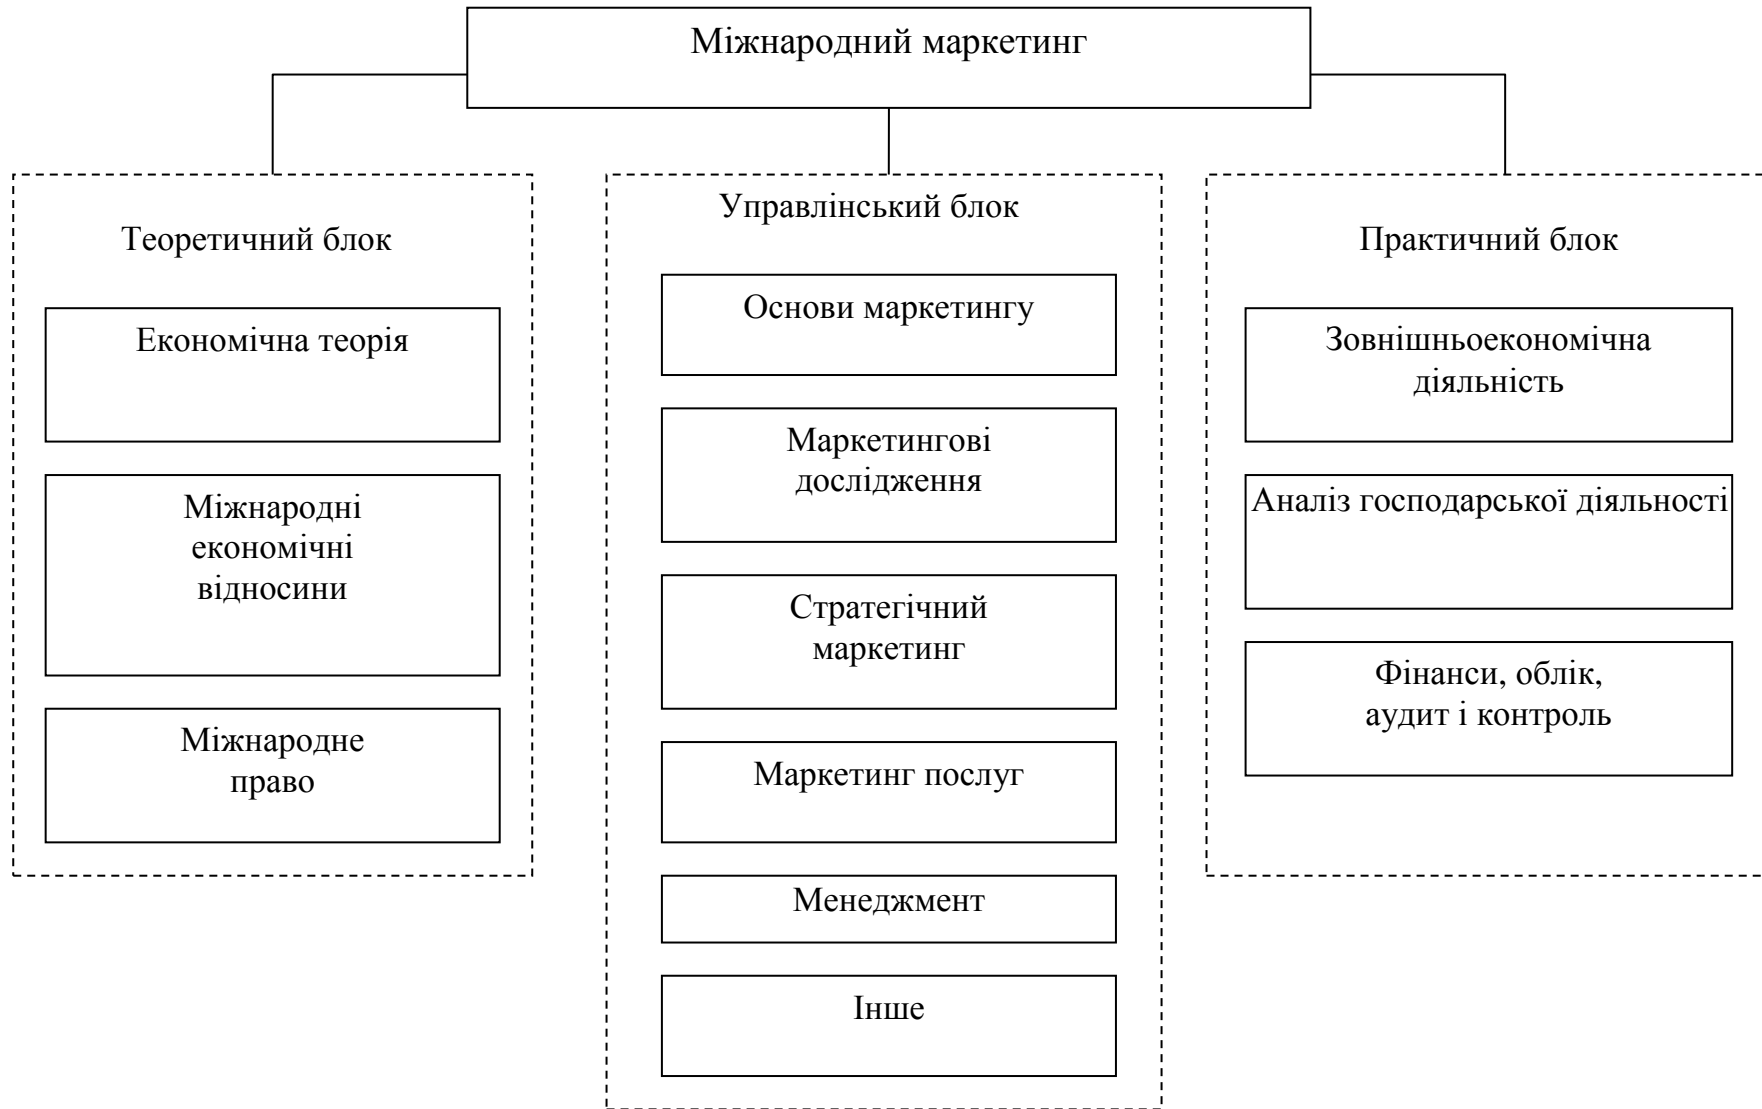 Міжнародний маркетинг
Теоретичний блок
Економічна теорія
Міжнародні
економічні
відносини
Міжнародне
право
Управлінський блок
Основи маркетингу
Маркетингові
дослідження
Стратегічний
маркетинг
Маркетинг послуг
Менеджмент
Інше
Практичний блок
Зовнішньоекономічна
діяльність
Аналіз господарської діяльності
Фінанси, облік,
аудит і контроль